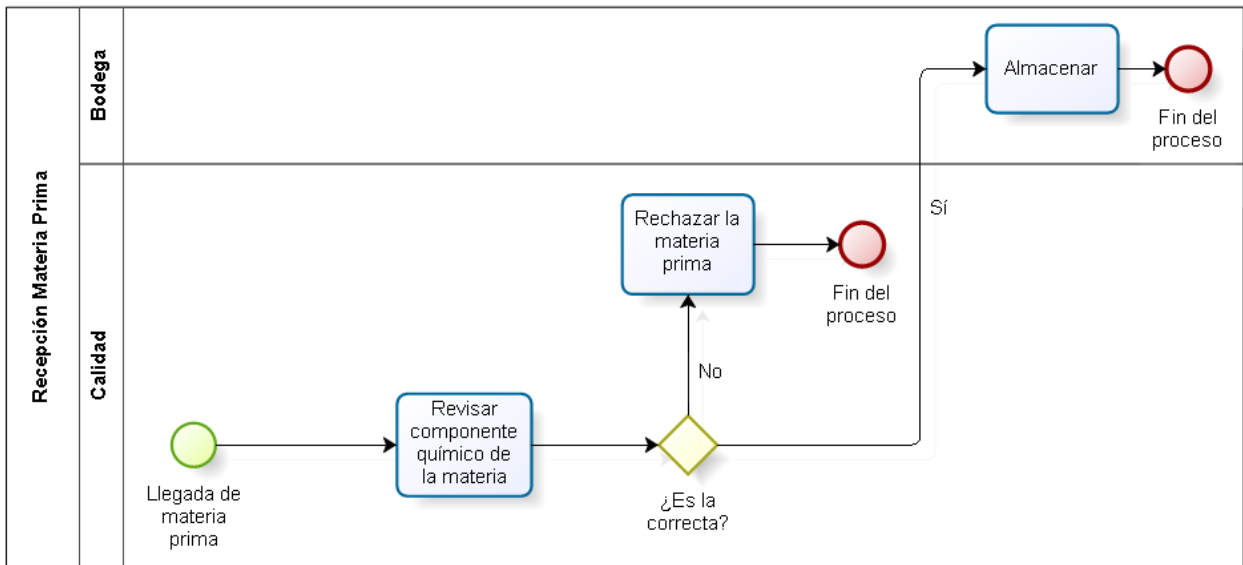 Recepción Materia Prima
Bodega
Almacenar
Fin del
proceso
Calidad
Sí
Rechazar la
materia
prima
Fin del
proceso
No
Revisar
componente
químico de
la materia
Llegada de
materia
prima
¿Es la
correcta?